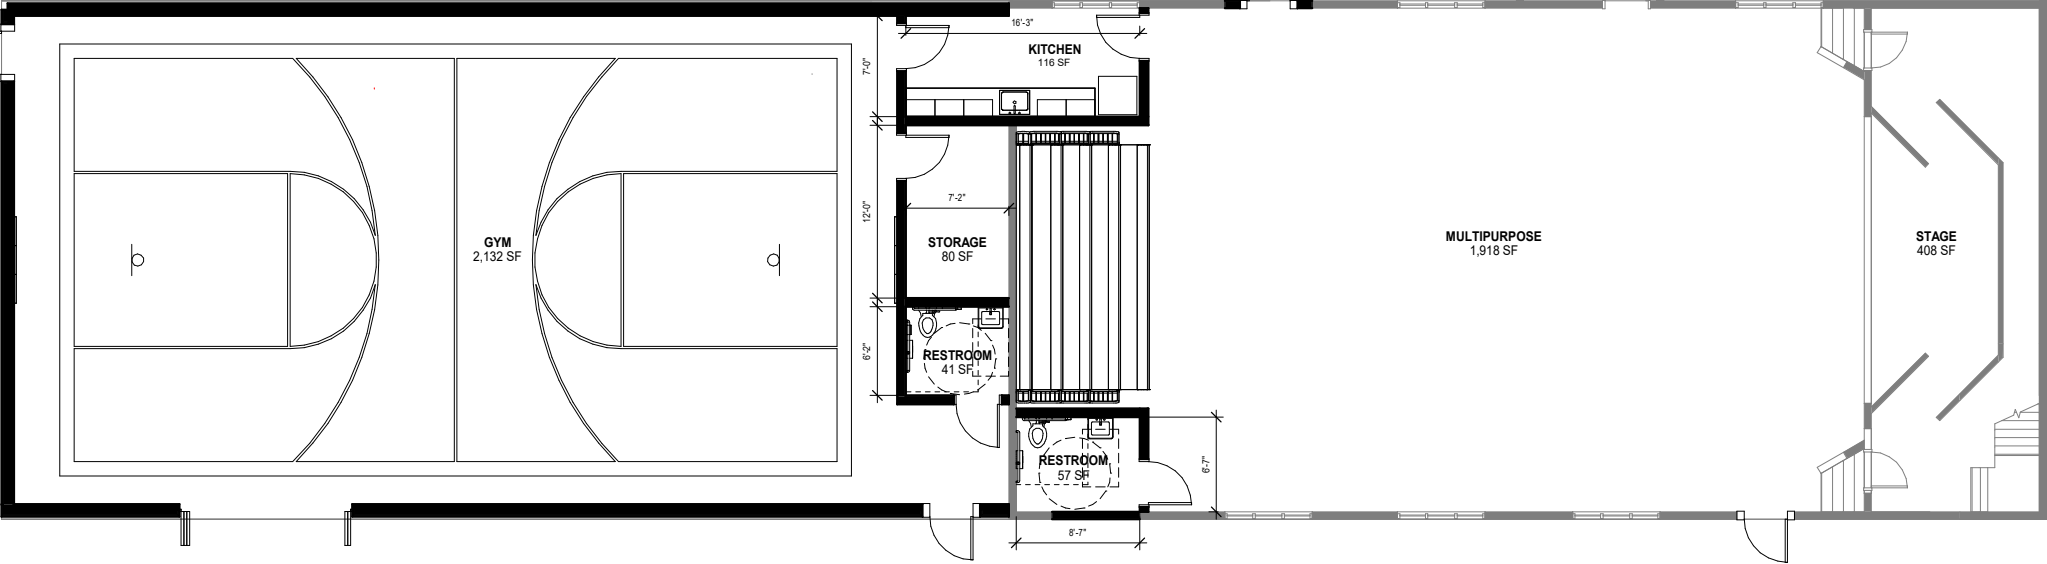 16'-3"
KITCHEN
116 SF
7'-0"
7'-2"
12'-0"
GYM
2,132 SF
STORAGE
80 SF
MULTIPURPOSE
1,918 SF
STAGE
408 SF
6'-2"
RESTROOM
41 SF
RESTROOM
57 SF
6'-7"
8'-7"